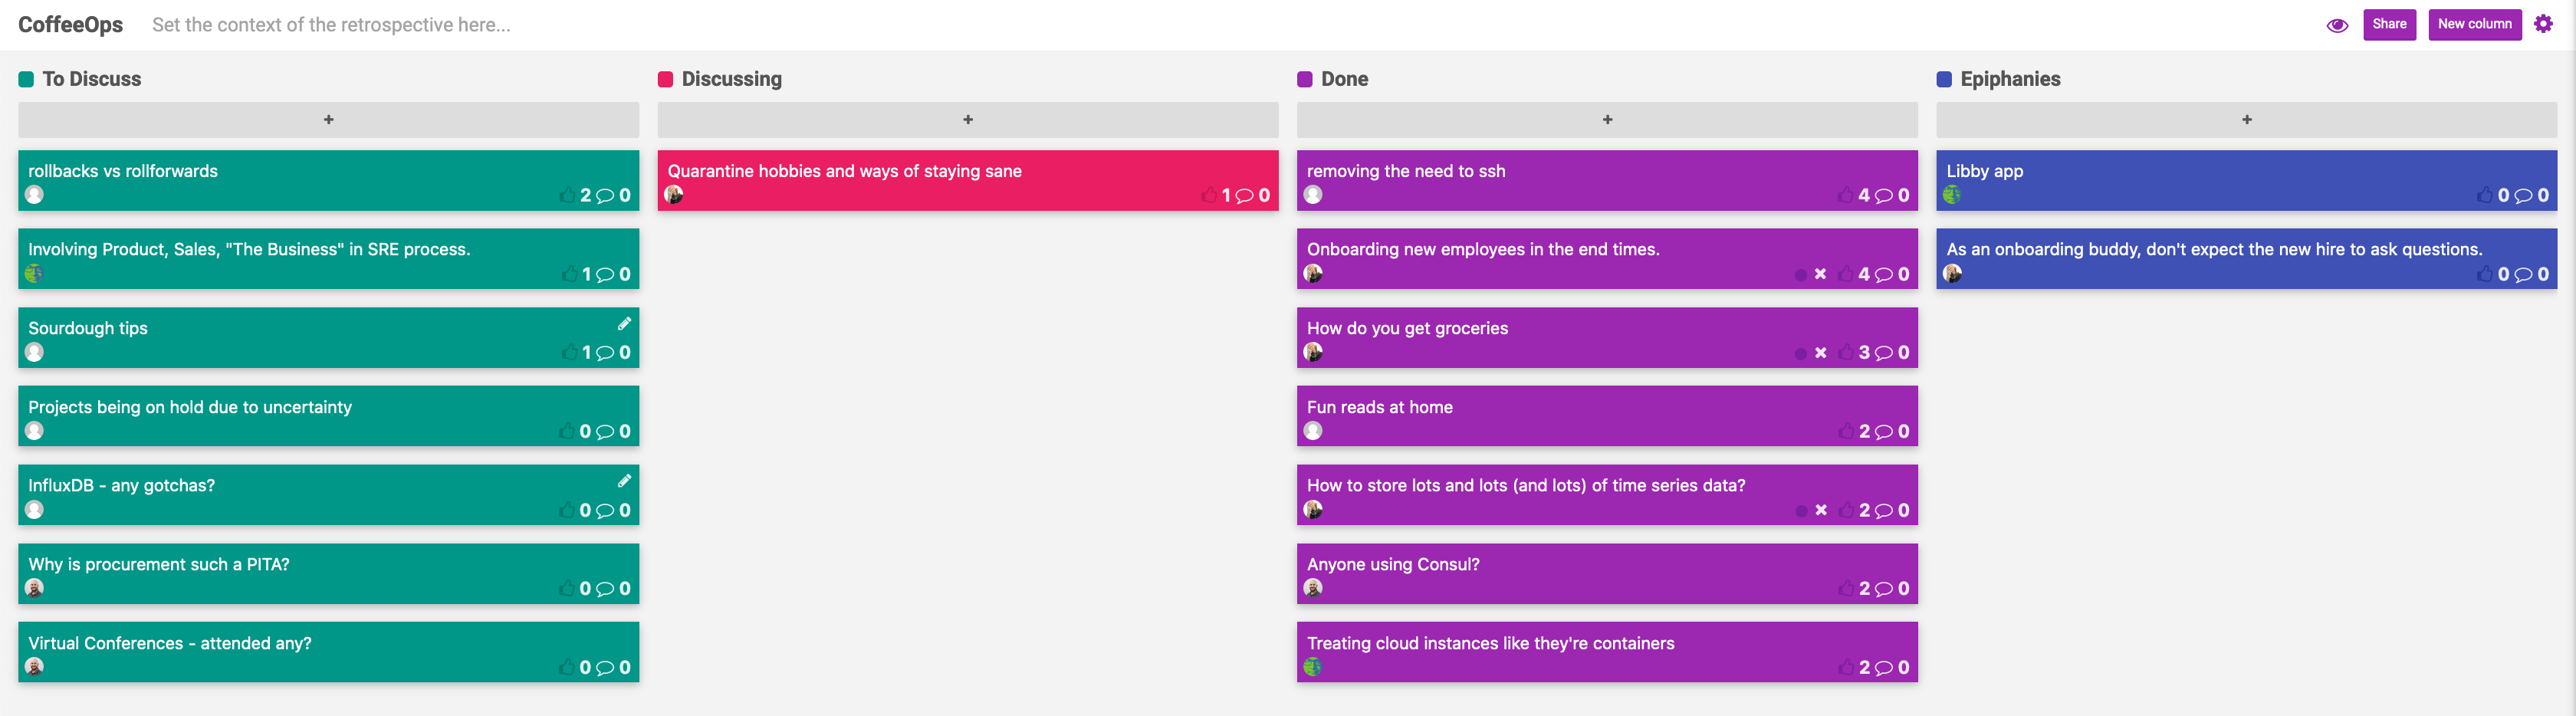 CoffeeOps
Set the context of the retrospective here...
Share
New column
To Discuss
+
rollbacks vs rollforwards
2 0
Involving Product, Sales, "The Business" in SRE process.
1 0
Sourdough tips
1 0
Projects being on hold due to uncertainty
0 0
InfluxDB - any gotchas?
0 0
Why is procurement such a PITA?
0 0
Virtual Conferences - attended any?
0 0
Discussing
+
Quarantine hobbies and ways of staying sane
1 0
Done
+
removing the need to ssh
4 0
Onboarding new employees in the end times.
4 0
How do you get groceries
3 0
Fun reads at home
2 0
How to store lots and lots (and lots) of time series data?
2 0
Anyone using Consul?
2 0
Treating cloud instances like they're containers
2 0
Epiphanies
+
Libby app
0 0
As an onboarding buddy, don't expect the new hire to ask questions.
0 0